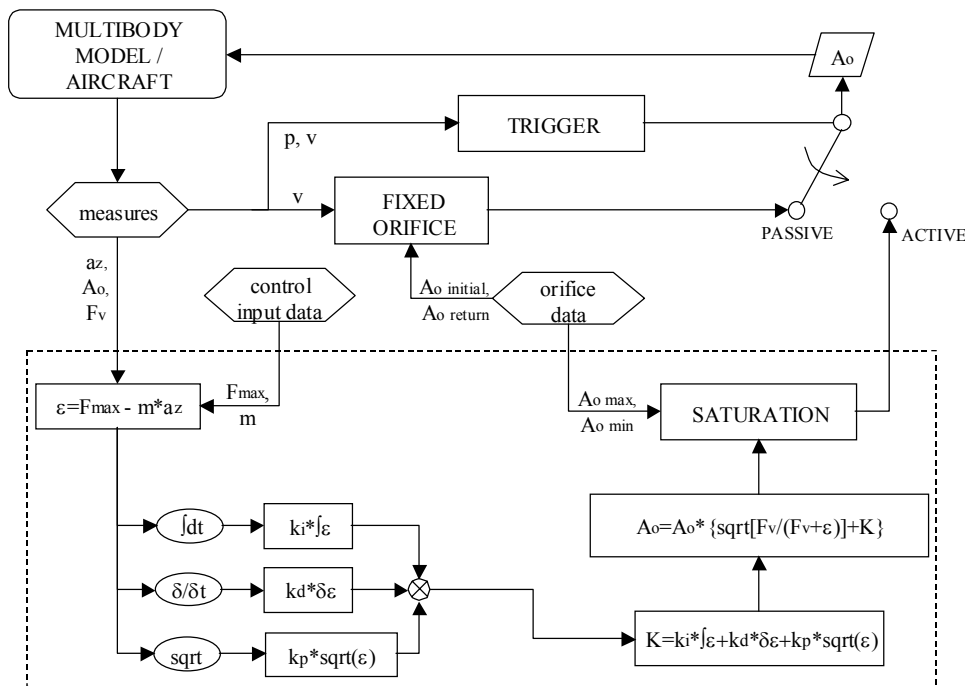 MULTIBODY
MODEL /
AIRCRAFT
Ao
TRIGGER
p, v
measures
v
FIXED
ORIFICE
PASSIVE
ACTIVE
az,
Ao,
Fv
control
input data
Ao initial,
Ao return
orifice
data
ε=Fmax - m*az
Fmax,
m
Ao max,
Ao min
SATURATION
∫dt
ki*∫ε
Ao=Ao*{sqrt[Fv/(Fv+ε)]+K}
δ/δt
kd*δε
sqrt
kp*sqrt(ε)
K=ki*∫ε+kd*δε+kp*sqrt(ε)